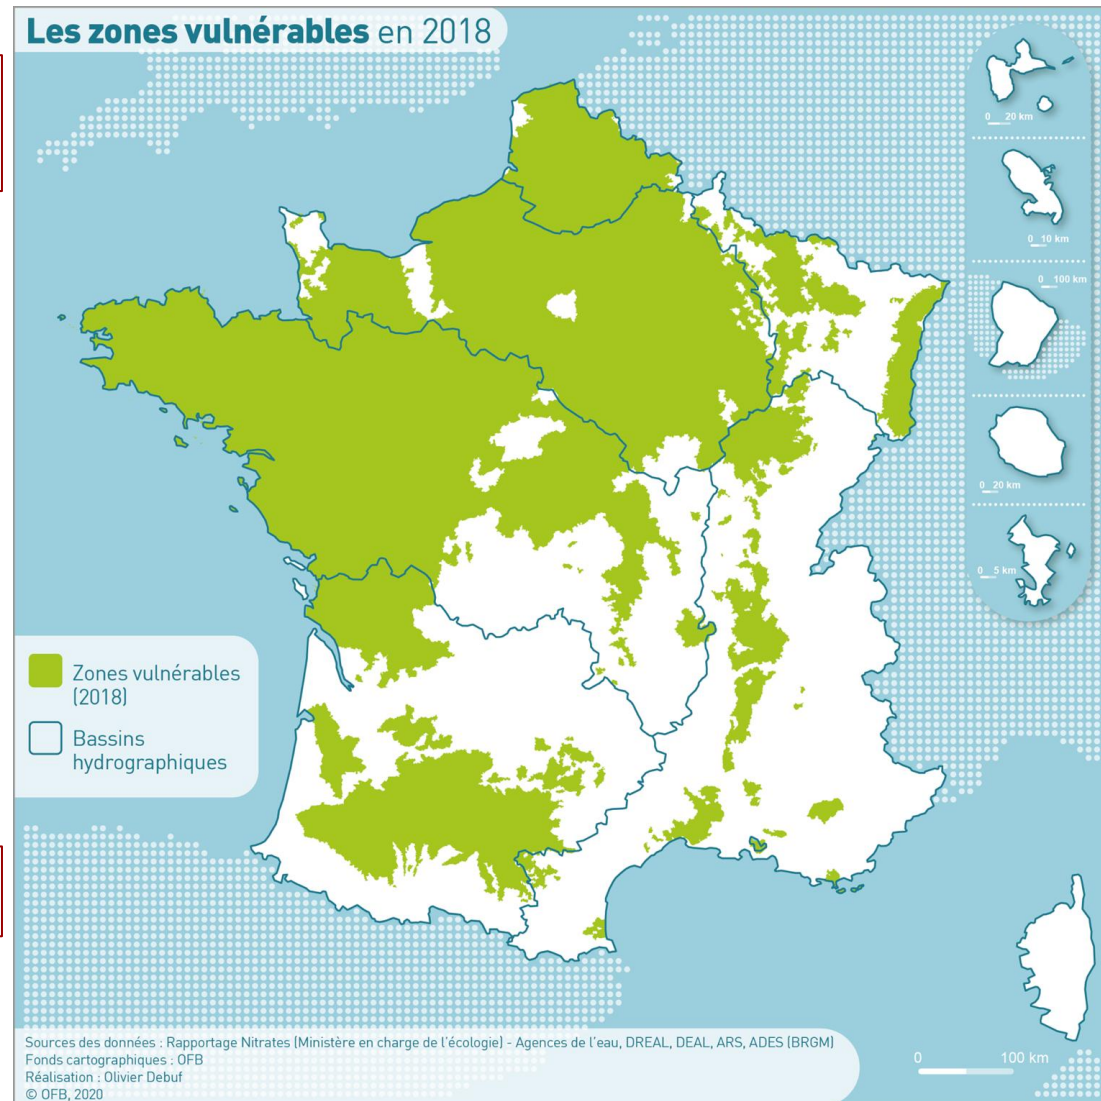 Les zones vulnérables en 2018
0 20 km
0 10 km
0 100 km
0 20 km
0 5 km
Zones vulnérables
(2018)
Bassins
hydrographiques
Sources des données : Rapportage Nitrates (Ministère en charge de l'écologie) - Agences de l'eau, DREAL, DEAL, ARS, ADES (BRGM)
Fonds cartographiques : OFB
Réalisation : Olivier Debuf
© OFB, 2020
0 100 km